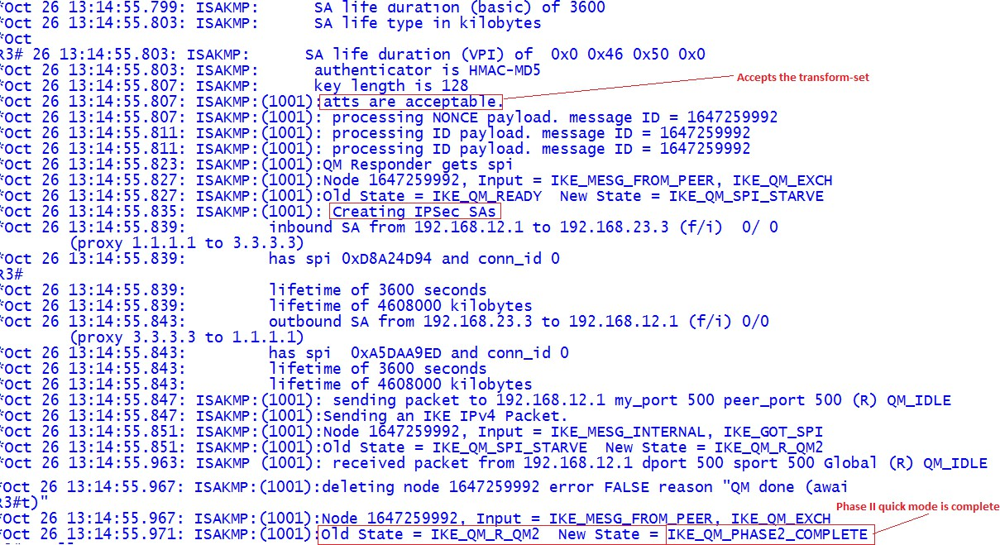 *Oct 26 13:14:55.799: ISAKMP:      SA life duration (basic) of 3600
*Oct 26 13:14:55.803: ISAKMP:      SA life type in kilobytes
*Oct
R3# 26 13:14:55.803: ISAKMP:      SA life duration (VPI) of  0x0 0x46 0x50 0x0
*Oct 26 13:14:55.803: ISAKMP:      authenticator is HMAC-MD5
Accepts the transform-set
*Oct 26 13:14:55.807: ISAKMP:      key length is 128
*Oct 26 13:14:55.807: ISAKMP:(1001):atts are acceptable.
*Oct 26 13:14:55.807: ISAKMP:(1001): processing NONCE payload. message ID = 1647259992
*Oct 26 13:14:55.811: ISAKMP:(1001): processing ID payload. message ID = 1647259992
*Oct 26 13:14:55.811: ISAKMP:(1001): processing ID payload. message ID = 1647259992
*Oct 26 13:14:55.823: ISAKMP:(1001):QM Responder gets spi
*Oct 26 13:14:55.827: ISAKMP:(1001):Node 1647259992, Input = IKE_MESG_FROM_PEER, IKE_QM_EXCH
*Oct 26 13:14:55.827: ISAKMP:(1001):Old State = IKE_QM_READY  New State = IKE_QM_SPI_STARVE
*Oct 26 13:14:55.835: ISAKMP:(1001): Creating IPSec SAs
*Oct 26 13:14:55.839:         inbound SA from 192.168.12.1 to 192.168.23.3 (f/i)  0/ 0
        (proxy 1.1.1.1 to 3.3.3.3)
*Oct 26 13:14:55.839:         has spi 0xD8A24D94 and conn_id 0
R3#
*Oct 26 13:14:55.839:         lifetime of 3600 seconds
*Oct 26 13:14:55.839:         lifetime of 4608000 kilobytes
*Oct 26 13:14:55.843:         outbound SA from 192.168.23.3 to 192.168.12.1 (f/i) 0/0
        (proxy 3.3.3.3 to 1.1.1.1)
*Oct 26 13:14:55.843:         has spi  0xA5DAA9ED and conn_id 0
*Oct 26 13:14:55.843:         lifetime of 3600 seconds
*Oct 26 13:14:55.843:         lifetime of 4608000 kilobytes
*Oct 26 13:14:55.847: ISAKMP:(1001): sending packet to 192.168.12.1 my_port 500 peer_port 500 (R) QM_IDLE
*Oct 26 13:14:55.847: ISAKMP:(1001):Sending an IKE IPv4 Packet.
*Oct 26 13:14:55.851: ISAKMP:(1001):Node 1647259992, Input = IKE_MESG_INTERNAL, IKE_GOT_SPI
*Oct 26 13:14:55.851: ISAKMP:(1001):Old State = IKE_QM_SPI_STARVE  New State = IKE_QM_R_QM2
*Oct 26 13:14:55.963: ISAKMP (1001): received packet from 192.168.12.1 dport 500 sport 500 Global (R) QM_IDLE
*Oct 26 13:14:55.967: ISAKMP:(1001):deleting node 1647259992 error FALSE reason "QM done (awai
R3#t)"
Phase II quick mode is complete
*Oct 26 13:14:55.967: ISAKMP:(1001):Node 1647259992, Input = IKE_MESG_FROM_PEER, IKE_QM_EXCH
*Oct 26 13:14:55.971: ISAKMP:(1001):Old State = IKE_QM_R_QM2  New State = IKE_QM_PHASE2_COMPLETE